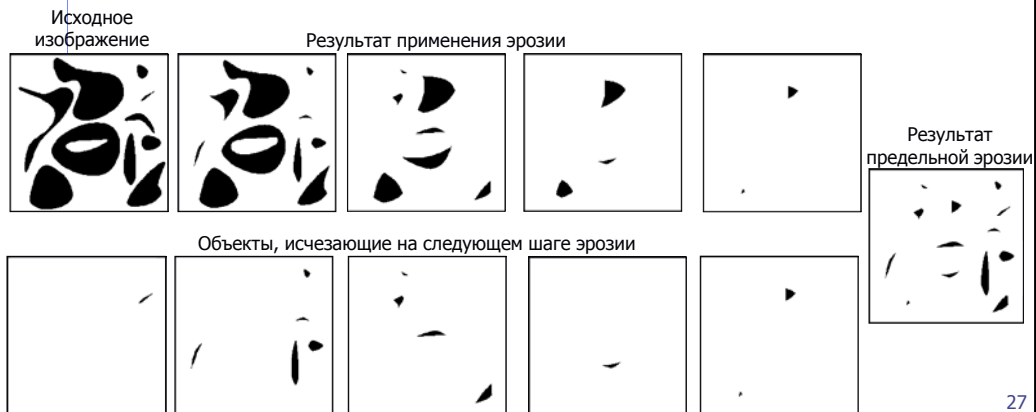 Исходное
изображение
Результат применения эрозии
Результат
предельной эрозии
Объекты, исчезающие на следующем шаге эрозии
27